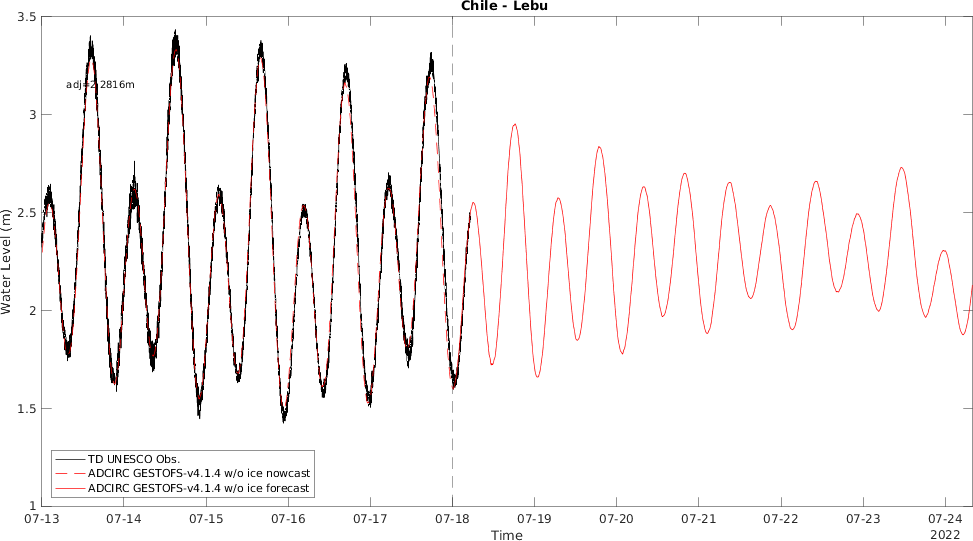 Chile - Lebu
3.5
adj=2.2816m
3
2.5
Water Level (m)
2
1.5
TD UNESCO Obs.
ADCIRC GESTOFS-v4.1.4 w/o ice nowcast
ADCIRC GESTOFS-v4.1.4 w/o ice forecast
1
07-13 07-14 07-15 07-16 07-17 07-18 07-19 07-20 07-21 07-22 07-23 07-24
Time 2022